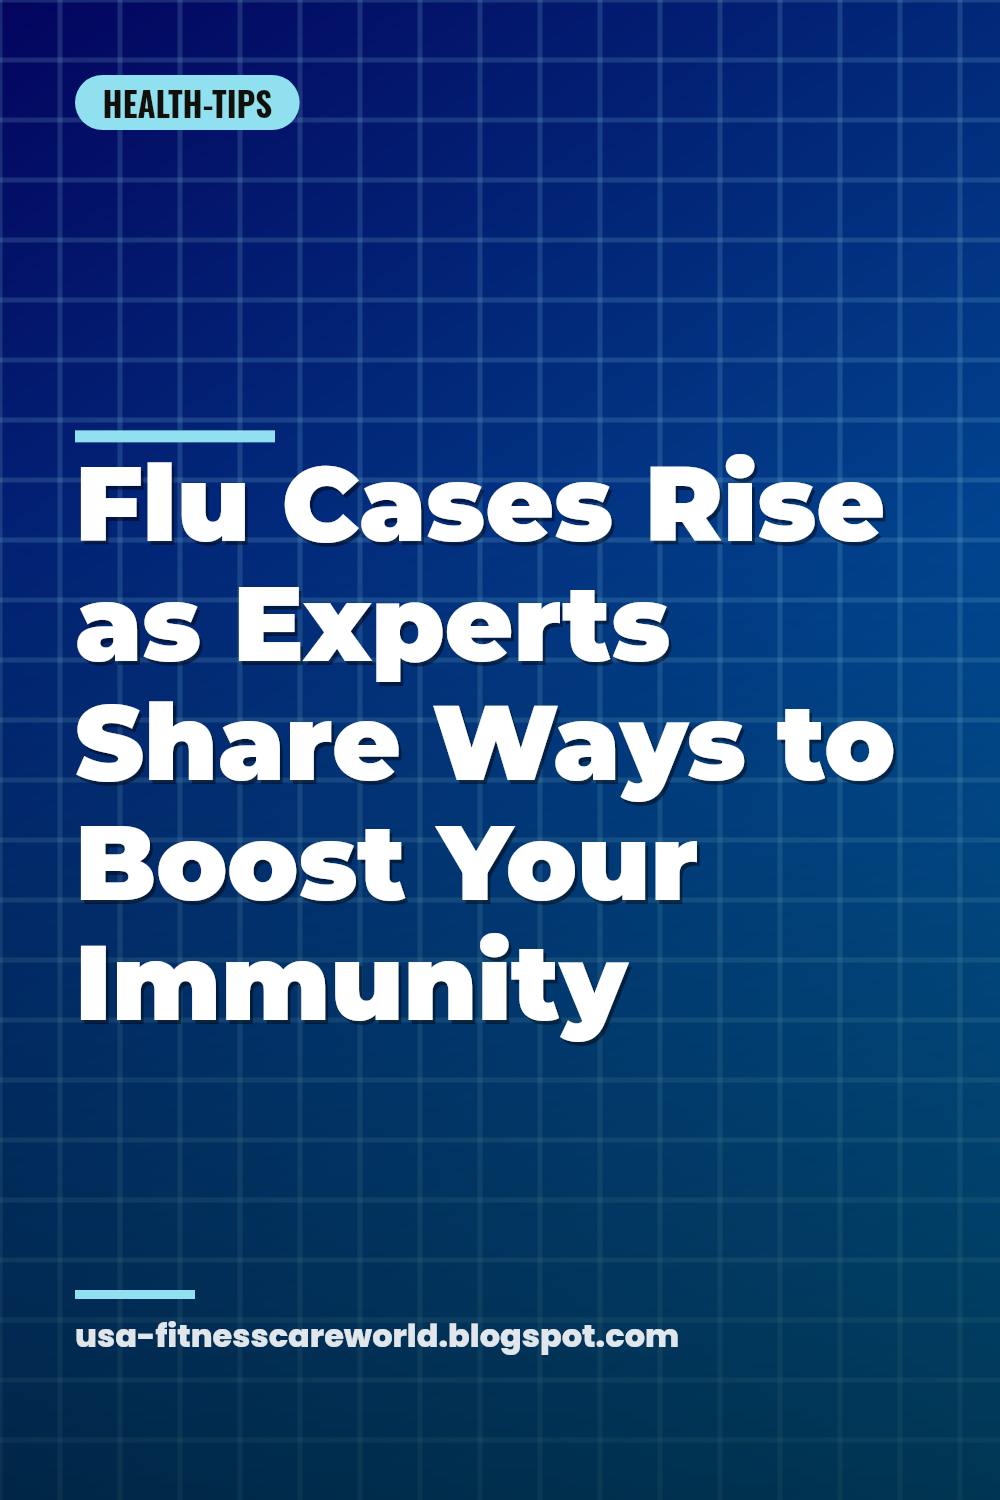 HEALTH-TIPS
Flu Cases Rise
as Experts
Share Ways to
Boost Your
Immunity
usa-fitnesscareworld.blogspot.com